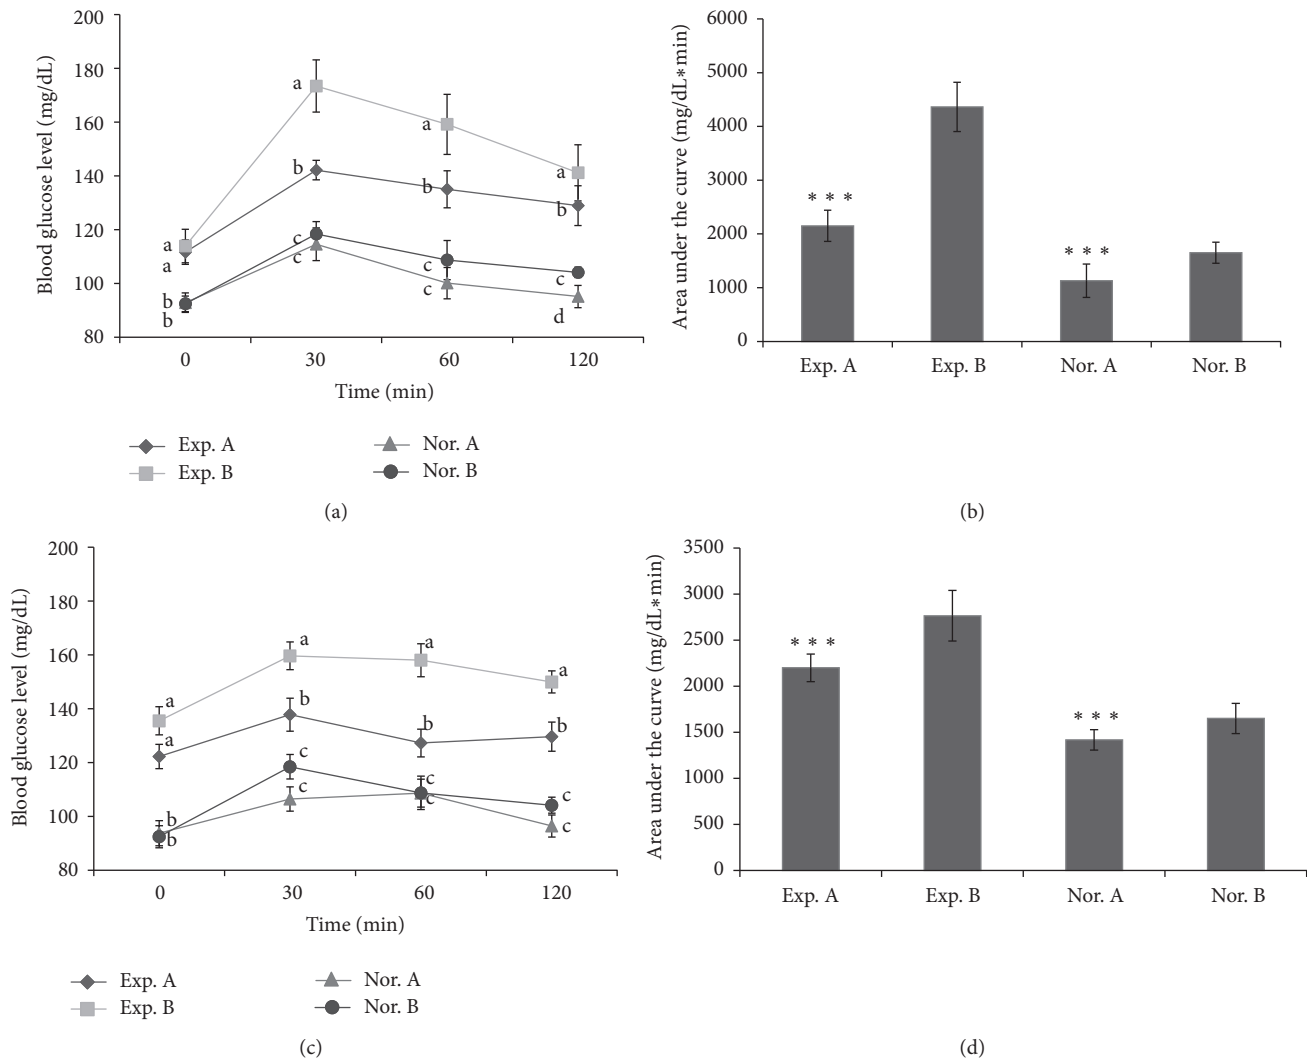 200
180
160
140
120
100
80
Blood glucose level (mg/dL)
a
a
a
a
a
b
b
b
b
b
c
c
c
c
c
d
0 30 60 120
Time (min)
Exp. A Nor. A
Exp. B Nor. B
(a)
6000
5000
4000
3000
2000
1000
0
Area under the curve (mg/dL∗min)
∗ ∗ ∗
∗ ∗ ∗
Exp. A Exp. B Nor. A Nor. B
(b)
200
180
160
140
120
100
80
Blood glucose level (mg/dL)
a
a
a
a
a
b
b
b
b
b
c
c
c
c
c
c
0 30 60 120
Time (min)
Exp. A Nor. A
Exp. B Nor. B
(c)
3500
3000
2500
2000
1500
1000
500
0
Area under the curve (mg/dL∗min)
∗ ∗ ∗
∗ ∗ ∗
Exp. A Exp. B Nor. A Nor. B
(d)